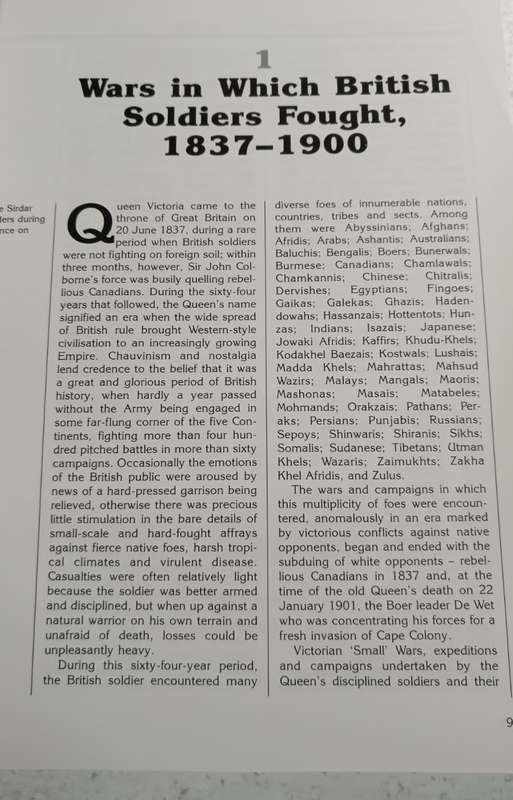 1
Wars in Which British
Soldiers Fought,
1837–1900
e Sirdar
ders during
nce on
Queen Victoria came to the
throne of Great Britain on
20 June 1837, during a rare
period when British soldiers
were not fighting on foreign soil; within
three months, however, Sir John Col-
borne's force was busily quelling rebel-
lious Canadians. During the sixty-four
years that followed, the Queen's name
signified an era when the wide spread
of British rule brought Western-style
civilisation to an increasingly growing
Empire. Chauvinism and nostalgia
lend credence to the belief that it was
a great and glorious period of British
history, when hardly a year passed
without the Army being engaged in
some far-flung corner of the five Con-
tinents, fighting more than four hun-
dred pitched battles in more than sixty
campaigns. Occasionally the emotions
of the British public were aroused by
news of a hard-pressed garrison being
relieved, otherwise there was precious
little stimulation in the bare details of
small-scale and hard-fought affrays
against fierce native foes, harsh tropi-
cal climates and virulent disease.
Casualties were often relatively light
because the soldier was better armed
and disciplined, but when up against a
natural warrior on his own terrain and
unafraid of death, losses could be
unpleasantly heavy.
During this sixty-four-year period,
the British soldier encountered many
diverse foes of innumerable nations,
countries, tribes and sects. Among
them were Abyssinians; Afghans;
Afridis; Arabs; Ashantis; Australians;
Baluchis; Bengalis; Boers; Bunerwals;
Burmese; Canadians; Chamlawals;
Chamkannis; Chinese; Chitralis;
Dervishes; Egyptians; Fingoes;
Gaikas; Galekas; Ghazis; Haden-
dowahs; Hassanzais; Hottentots; Hun-
zas; Indians; Isazais; Japanese;
Jowaki Afridis; Kaffirs; Khudu-Khels;
Kodakhel Baezais; Kostwals; Lushais;
Madda Khels; Mahrattas; Mahsud
Wazirs; Malays; Mangals; Maoris;
Mashonas; Masais; Matabeles;
Mohmands; Orakzais; Pathans; Per-
aks; Persians; Punjabis; Russians;
Sepoys; Shinwaris; Shiranis; Sikhs;
Somalis; Sudanese; Tibetans; Utman
Khels; Wazaris; Zaimukhts; Zakha
Khel Afridis, and Zulus.
The wars and campaigns in which
this multiplicity of foes were encoun-
tered, anomalously in an era marked
by victorious conflicts against native
opponents, began and ended with the
subduing of white opponents – rebel-
lious Canadians in 1837 and, at the
time of the old Queen's death on 22
January 1901, the Boer leader De Wet
who was concentrating his forces for a
fresh invasion of Cape Colony.
Victorian 'Small' Wars, expeditions
and campaigns undertaken by the
Queen's disciplined soldiers and their
9